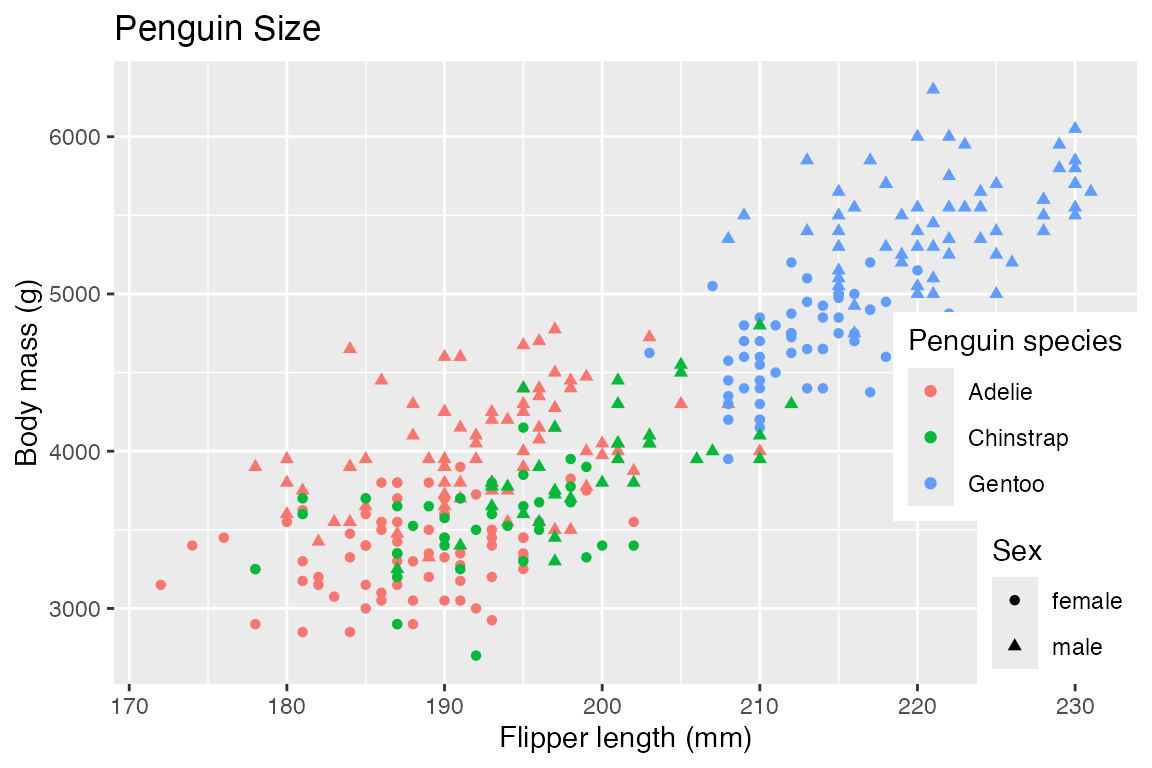 Penguin Size
Body mass (g)
6000
5000
4000
3000
Penguin species
Adelie
Chinstrap
Gentoo
Sex
female
male
170 180 190 200 210 220 230
Flipper length (mm)